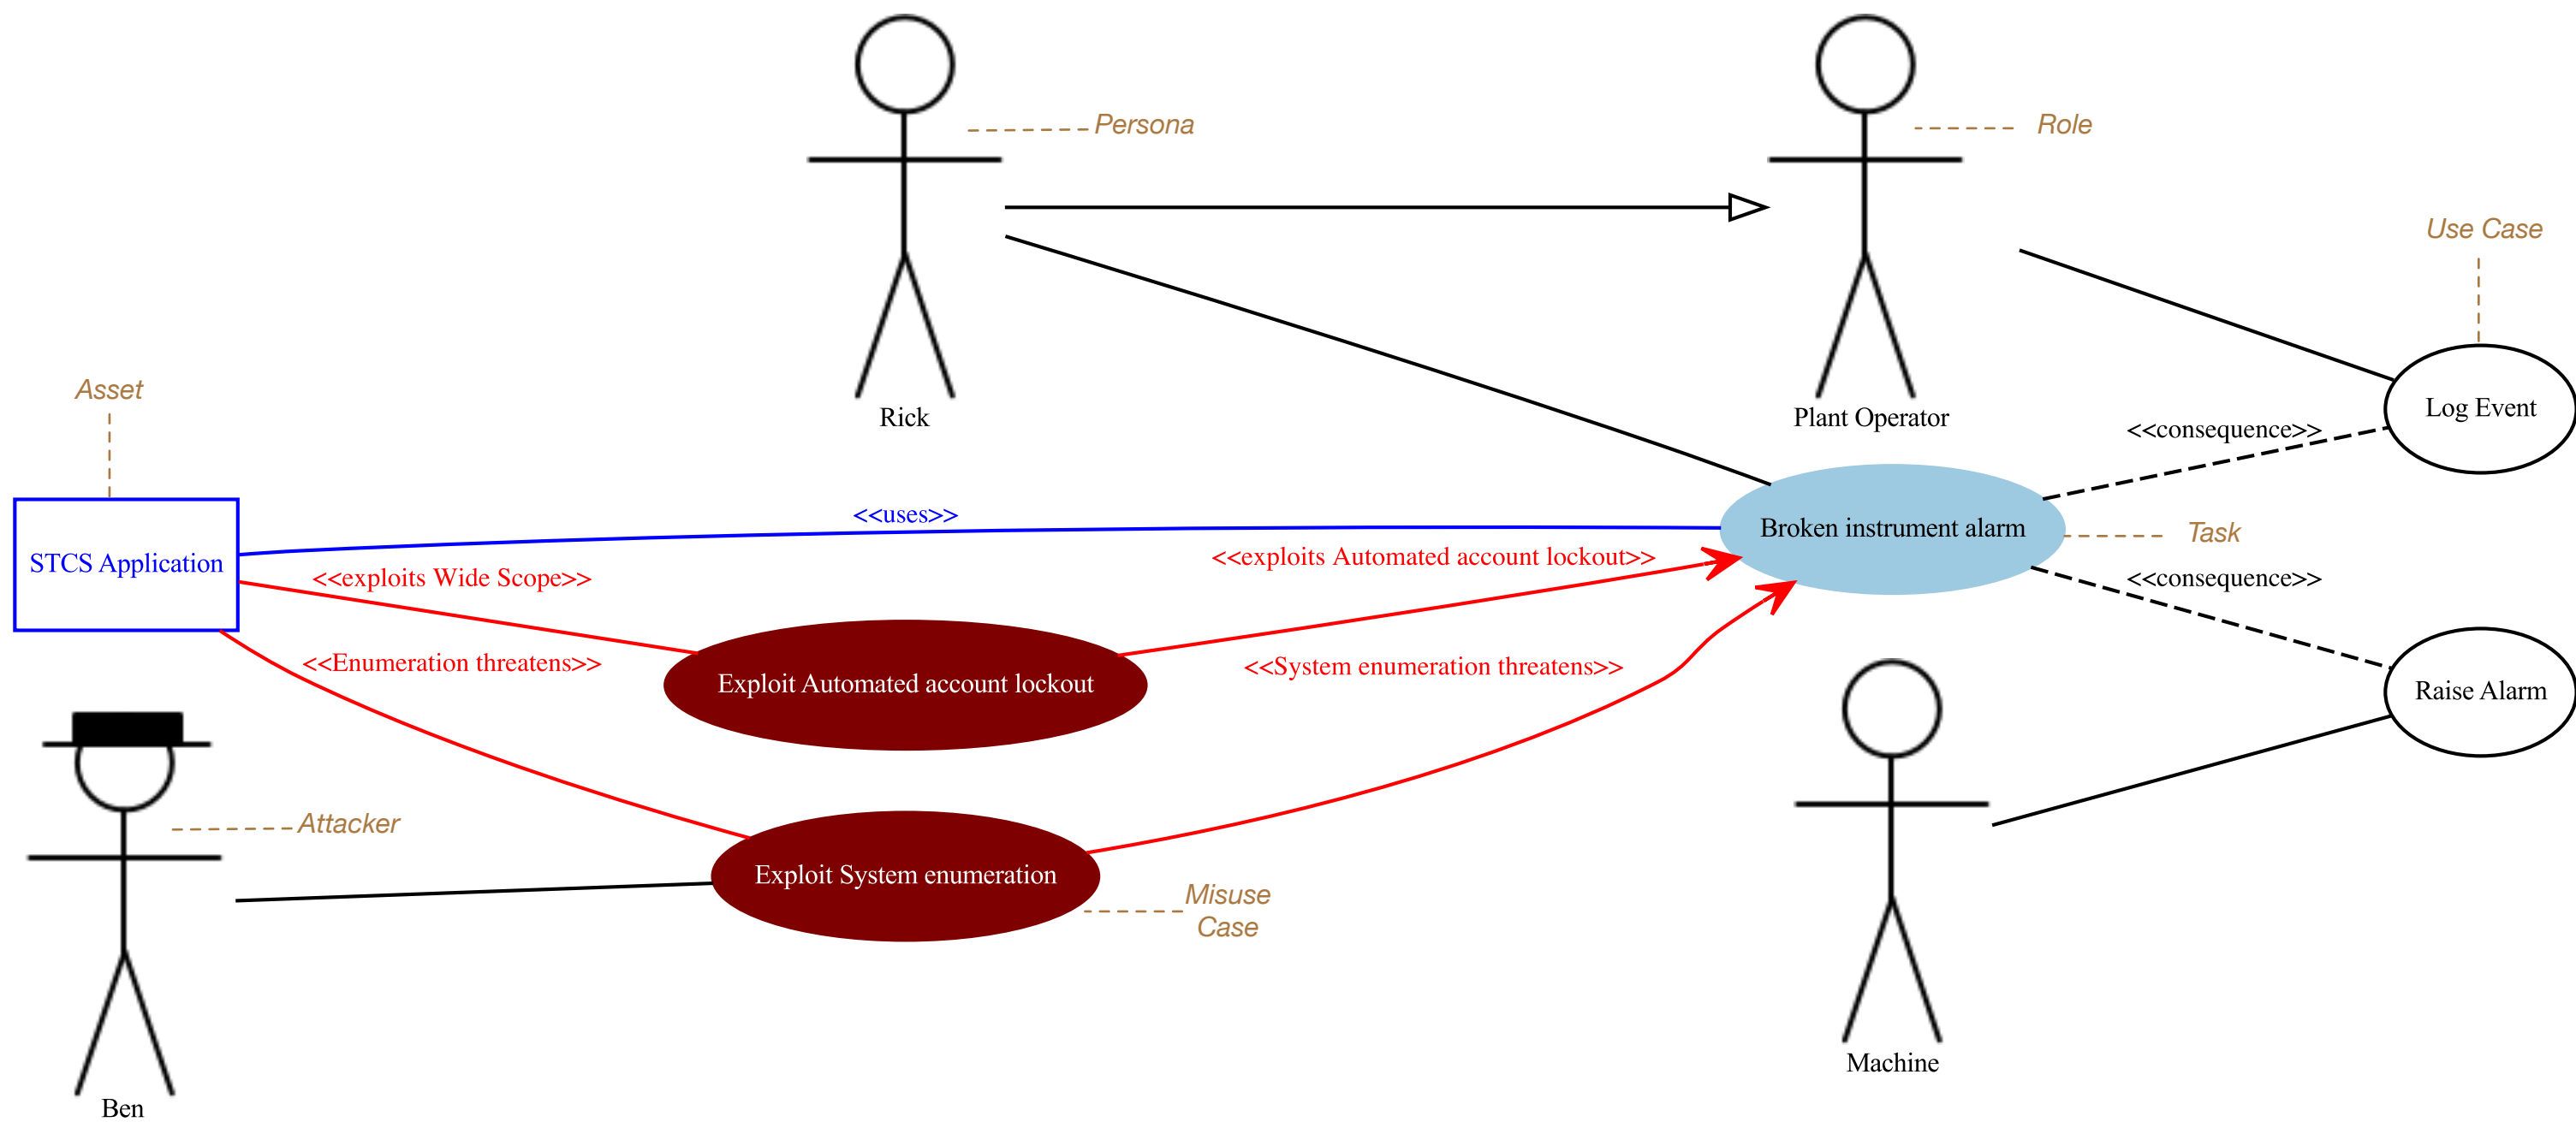 Persona
Role
Use Case
Asset
Rick
Plant Operator
Log Event
<<consequence>>
<<uses>>
Broken instrument alarm
Task
STCS Application
<<exploits Wide Scope>>
<<exploits Automated account lockout>>
<<consequence>>
<<Enumeration threatens>>
Exploit Automated account lockout
<<System enumeration threatens>>
Raise Alarm
Attacker
Exploit System enumeration
Misuse
Case
Machine
Ben